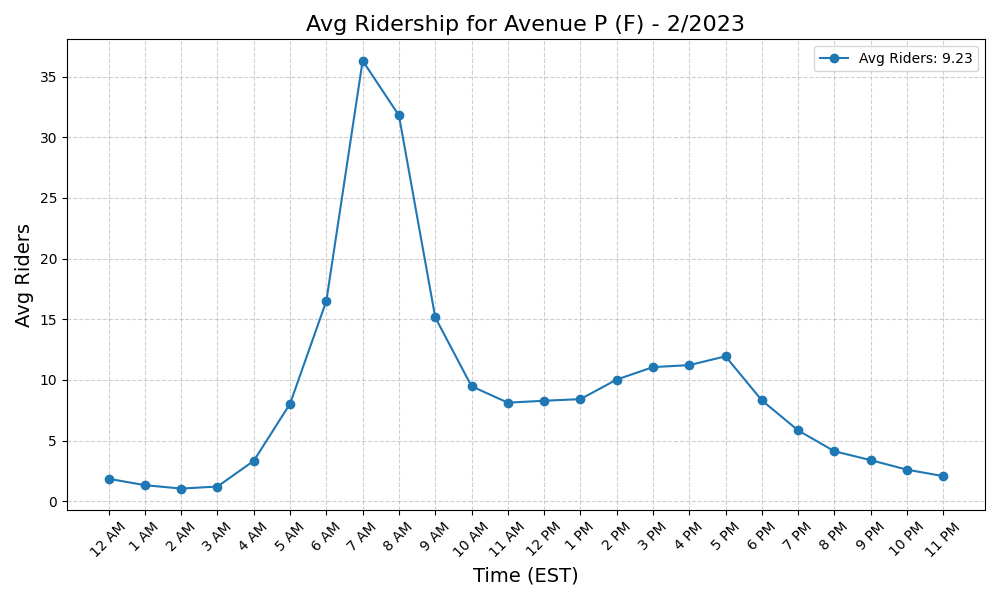 Avg Ridership for Avenue P (F) - 2/2023
Avg Riders: 9.23
Avg Riders
35
30
25
20
15
10
5
0
12 AM
1 AM
2 AM
3 AM
4 AM
5 AM
6 AM
7 AM
8 AM
9 AM
10 AM
11 AM
12 PM
1 PM
2 PM
3 PM
4 PM
5 PM
6 PM
7 PM
8 PM
9 PM
10 PM
11 PM
Time (EST)